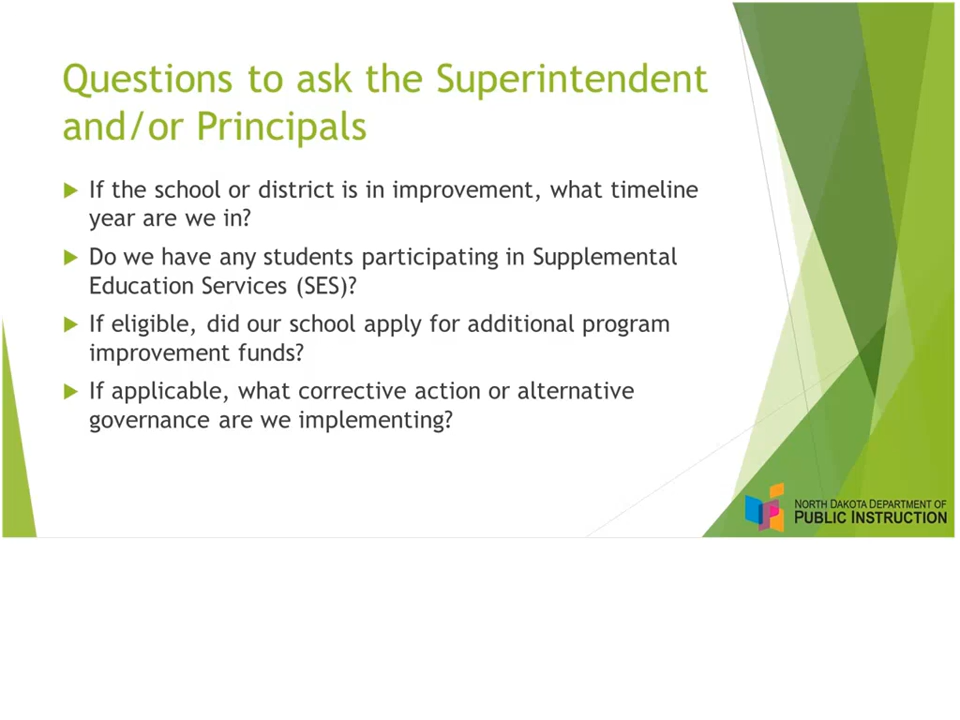 Questions to ask the Superintendent
and/or Principals
If the school or district is in improvement, what timeline
year are we in?
Do we have any students participating in Supplemental
Education Services (SES)?
If eligible, did our school apply for additional program
improvement funds?
If applicable, what corrective action or alternative
governance are we implementing?
NORTH DAKOTA DEPARTMENT OF
PUBLIC INSTRUCTION